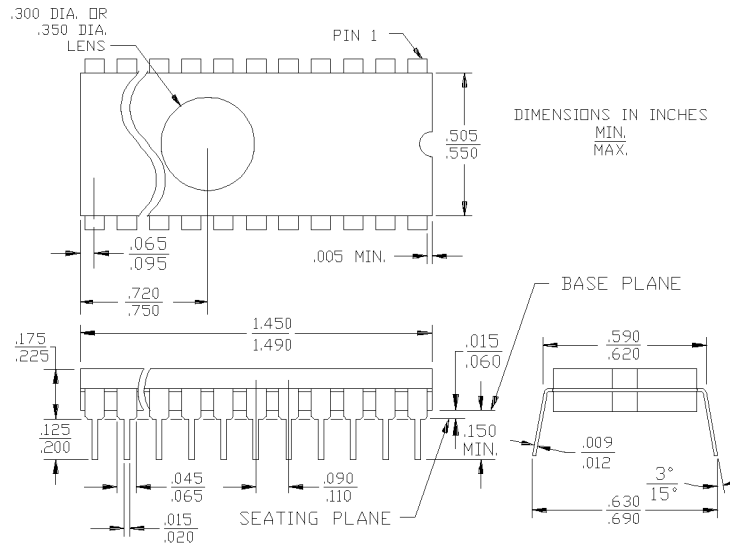 .300 DIA. OR
.350 DIA.
LENS
PIN 1
.505
.550
DIMENSIONS IN INCHES
MIN.
MAX.
.065
.095
.005 MIN.
.720
.750
BASE PLANE
1.450
1.490
.175
.225
.015
.060
.590
.620
.125
.200
.150
MIN.
.009
.012
.045
.065
.090
.110
3°
15°
.015
.020
SEATING PLANE
.630
.690